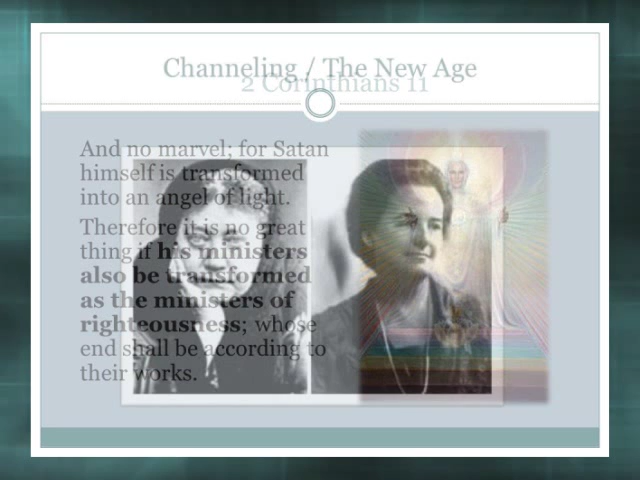 Channeling / The New Age
2 Corinthians 11
And no marvel; for Satan
himself is transformed
into an angel of light.
Therefore it is no great
thing if his ministers
also be transformed
as the ministers of
righteousness; whose
end shall be according to
their works.